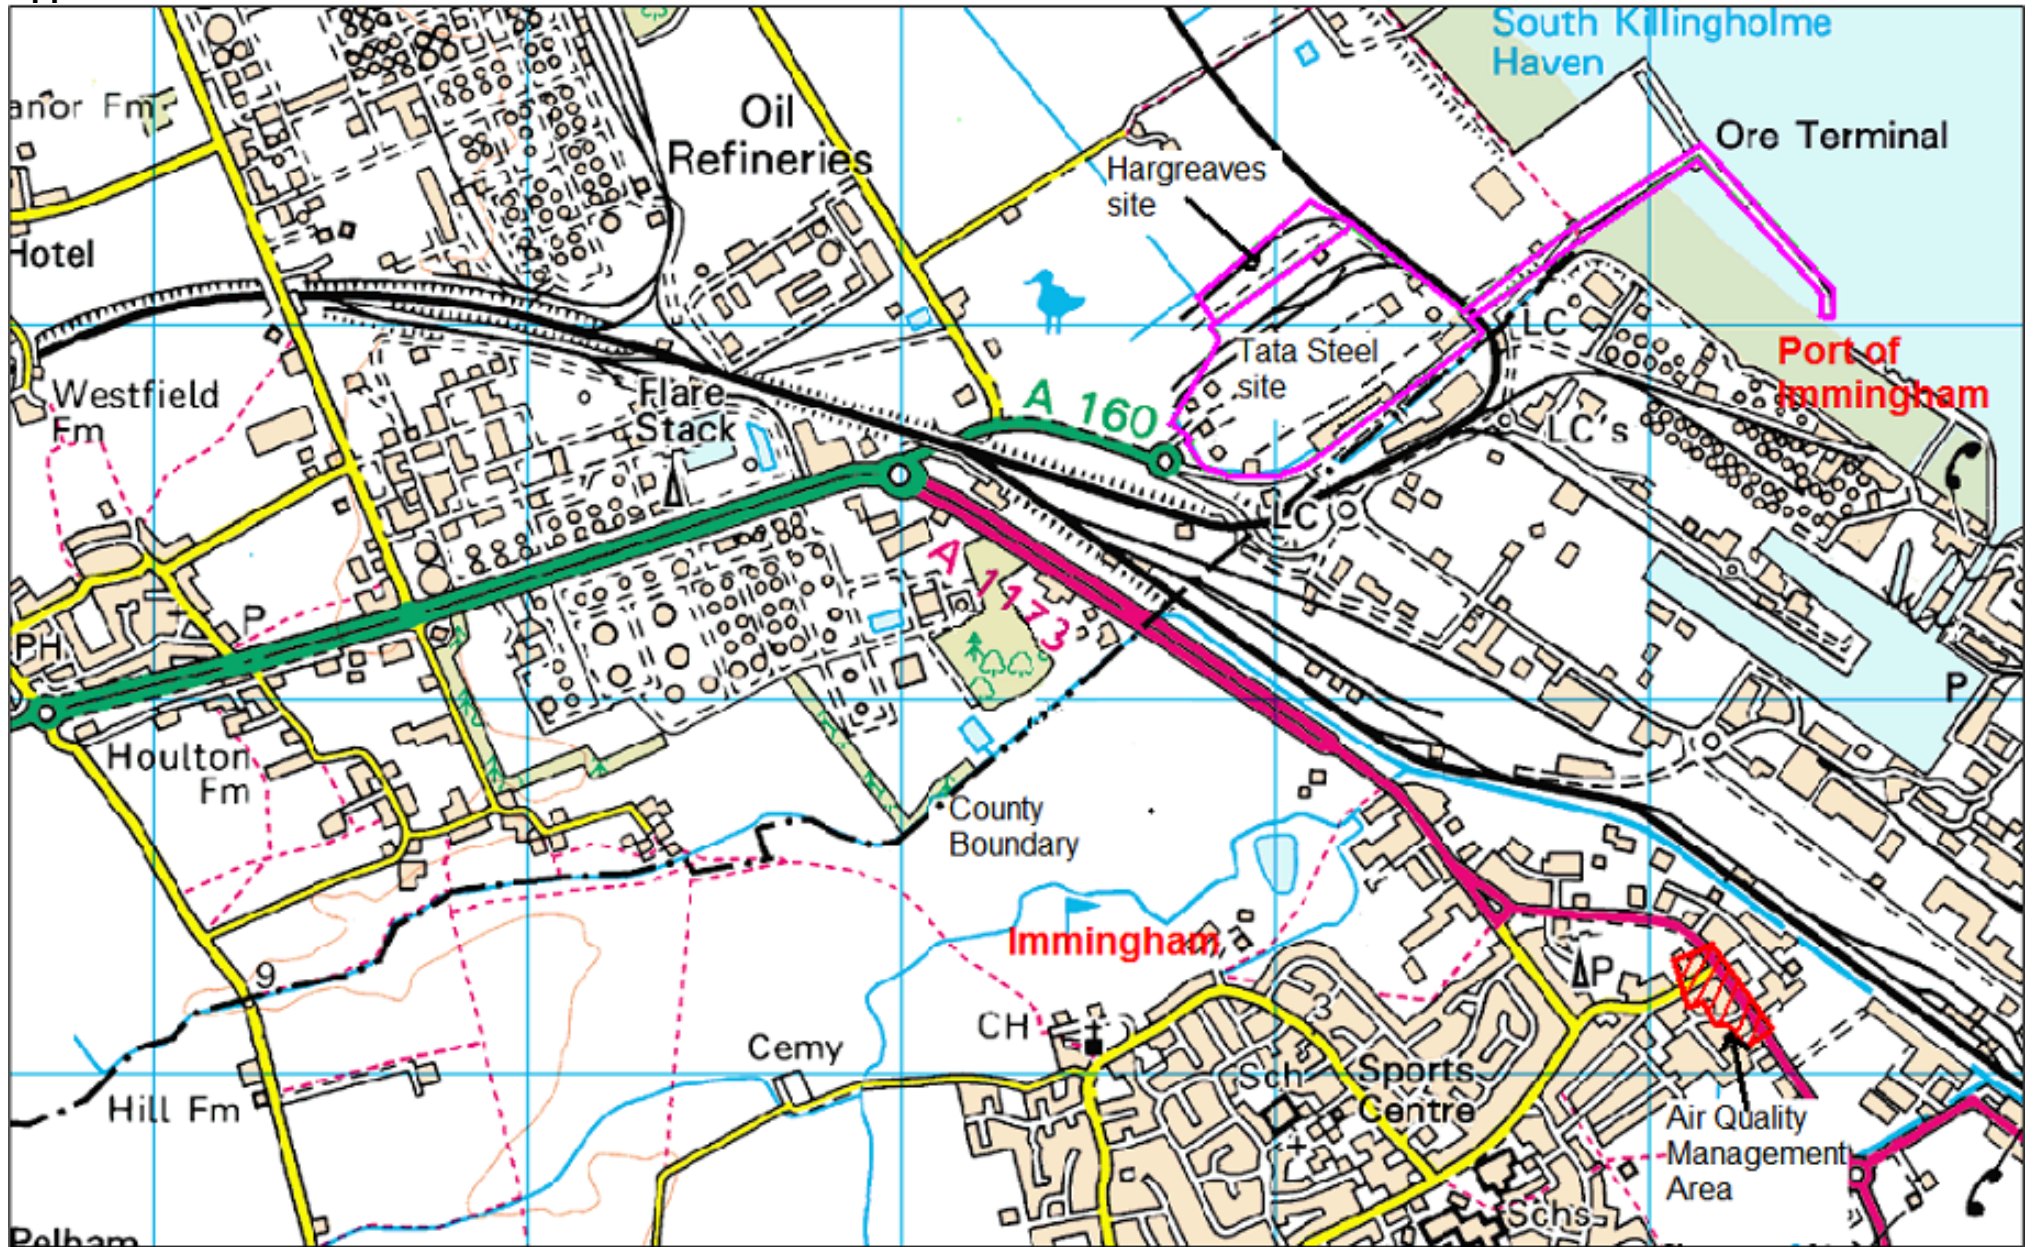 South Killingholme
Haven
anor Fm
Oil
Refineries
Ore Terminal
Hargreaves
site
Hotel
LC
Port of
Immingham
Tata Steel
site
Westfield
Fm
Flare
Stack
A 160
LC's
LC
A 1173
P
PH
P
Houlton
Fm
County
Boundary
Immingham
9
P
3
CH
Cemy
Sch
Sports
Centre
Hill Fm
Air Quality
Management
Area
Schs
Pelham